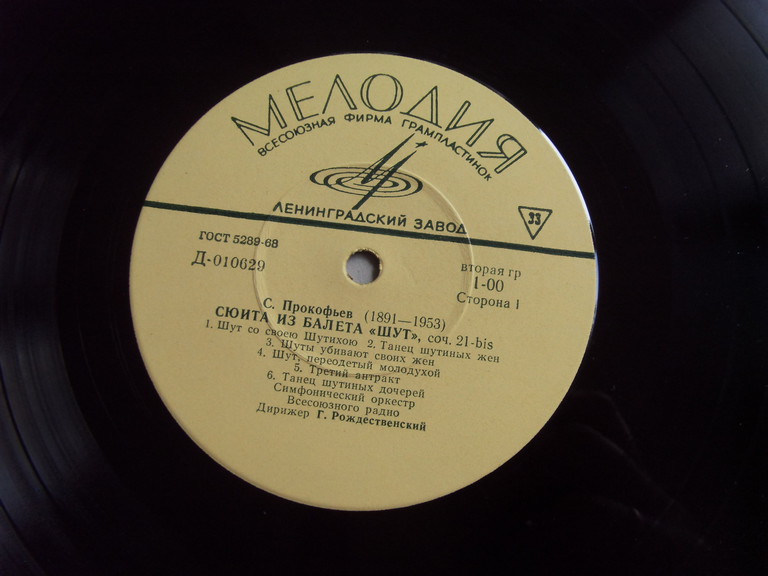 МЕЛОДИЯ
ВСЕСОЮЗНАЯ ФИРМА ГРАМПЛАСТИНОК
ЛЕНИНГРАДСКИЙ ЗАВОД
33
ГОСТ 5289-68
Д-010629
вторая гр
1-00
Сторона 1
С. Прокофьев (1891—1953)
СЮИТА ИЗ БАЛЕТА «ШУТ», соч. 21-bis
1. Шут со своею Шутихою 2. Танец шутиных жен
3. Шуты убивают своих жен
4. Шут, переодетый молодухой
5. Третий антракт
6. Танец шутиных дочерей
Симфонический оркестр
Всесоюзного радио
Дирижер Г. Рождественский